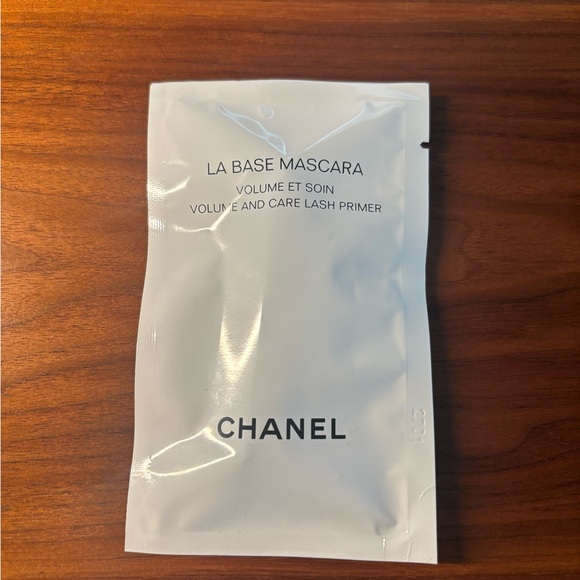 LA BASE MASCARA
VOLUME ET SOIN
VOLUME AND CARE LASH PRIMER
CHANEL